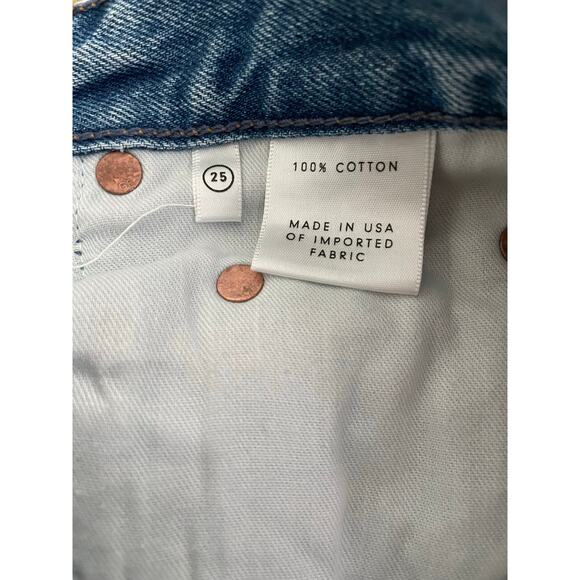 25
100% COTTON
MADE IN USA
OF IMPORTED
FABRIC